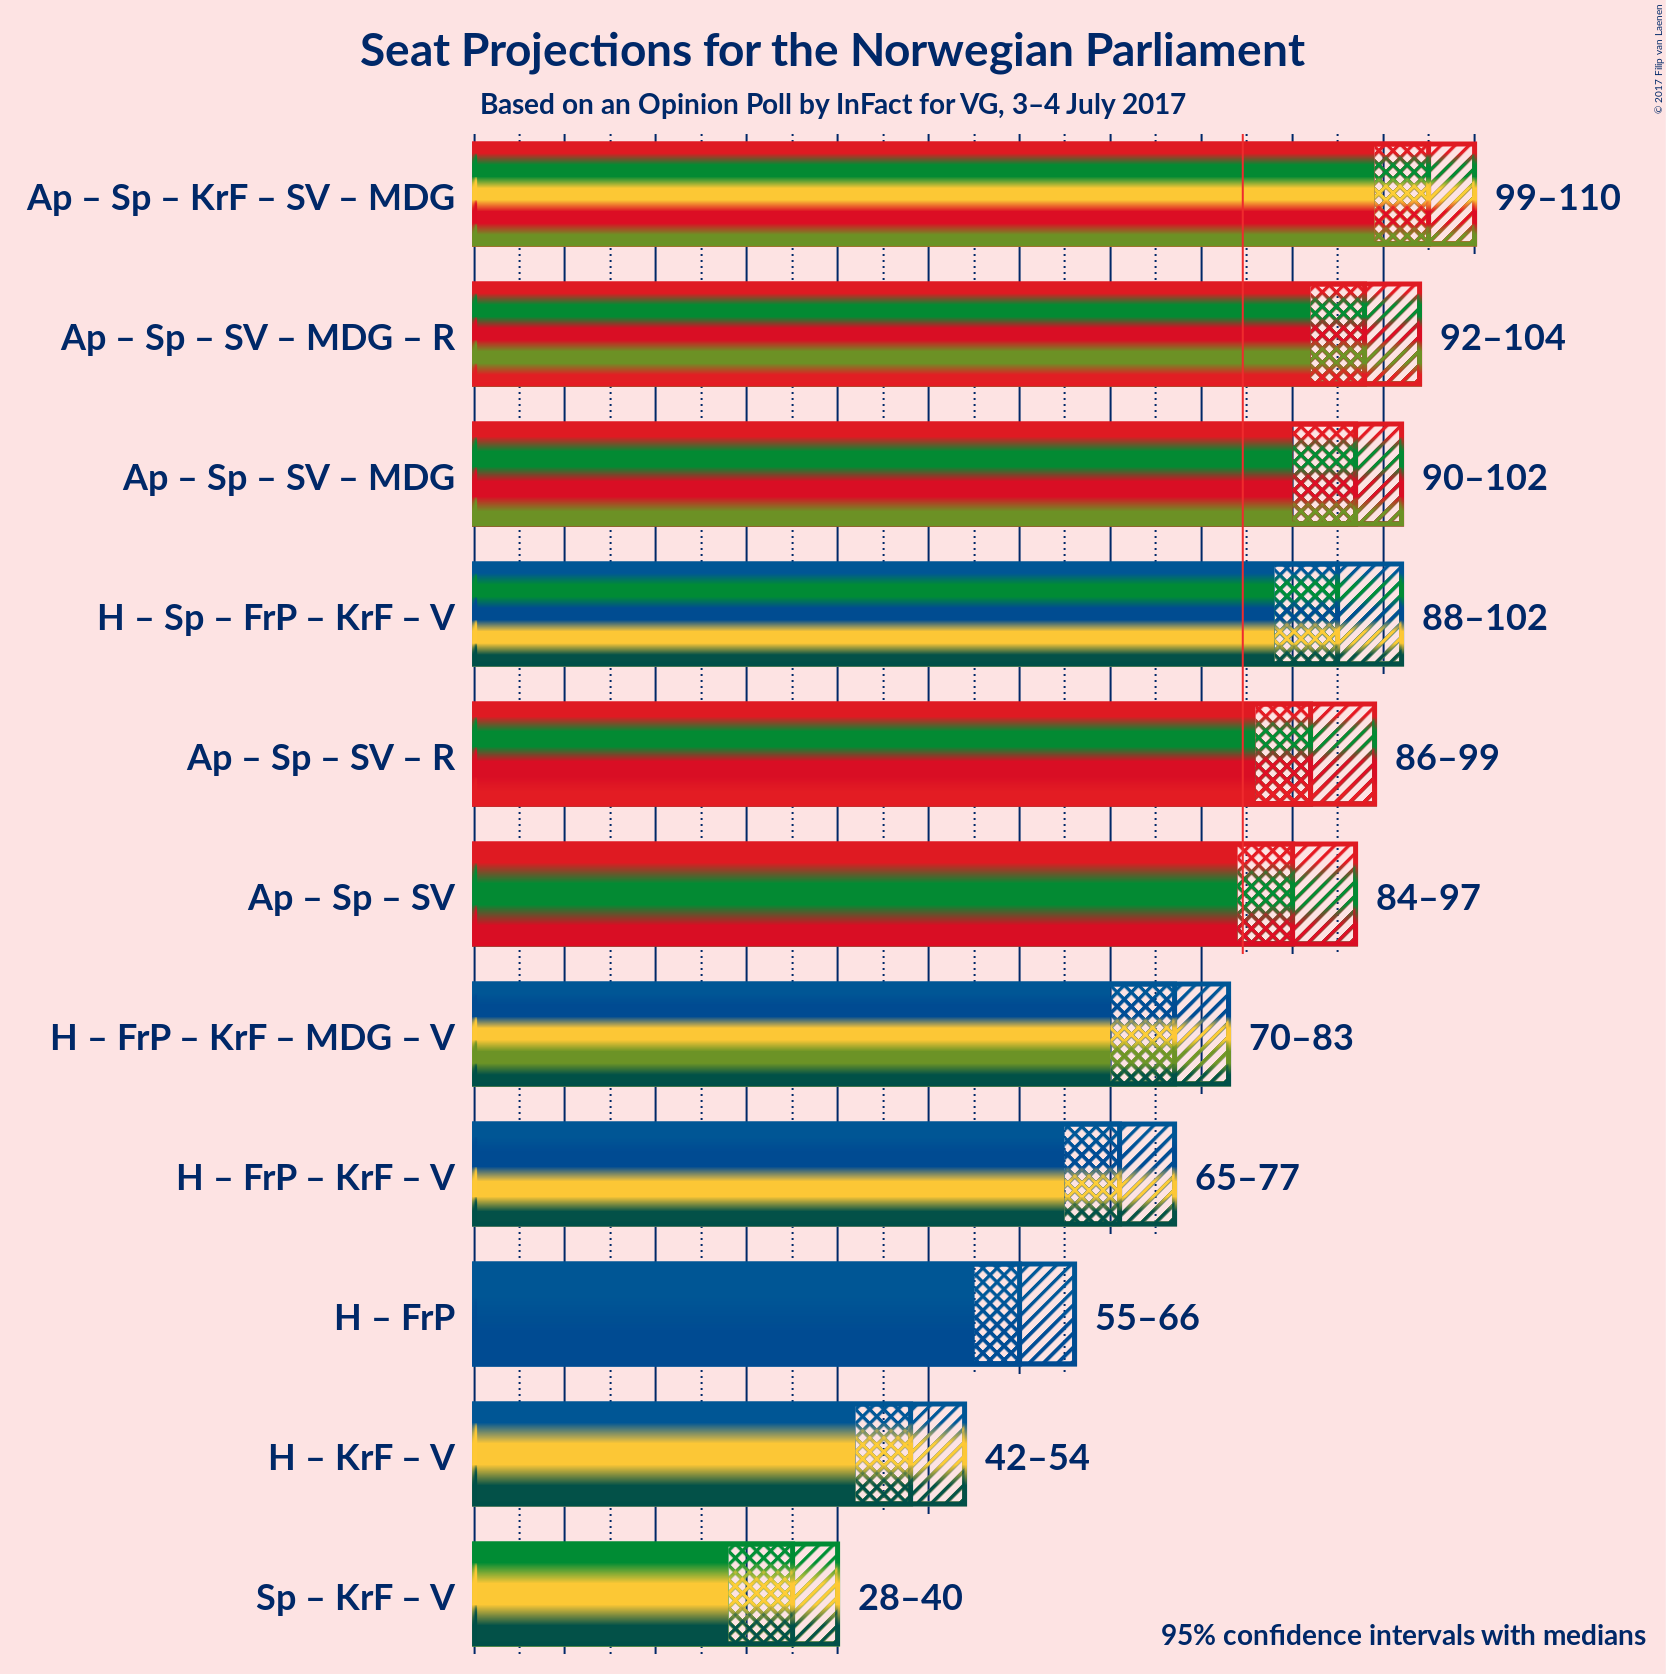 Seat Projections for the Norwegian Parliament
Based on an Opinion Poll by InFact for VG, 3–4 July 2017
© 2017 Filip van Laenen
Ap – Sp – KrF – SV – MDG 99–110
Ap – Sp – SV – MDG – R 92–104
Ap – Sp – SV – MDG 90–102
H – Sp – FrP – KrF – V 88–102
Ap – Sp – SV – R 86–99
Ap – Sp – SV 84–97
H – FrP – KrF – MDG – V 70–83
H – FrP – KrF – V 65–77
H – FrP 55–66
H – KrF – V 42–54
Sp – KrF – V 28–40
95% confidence intervals with medians